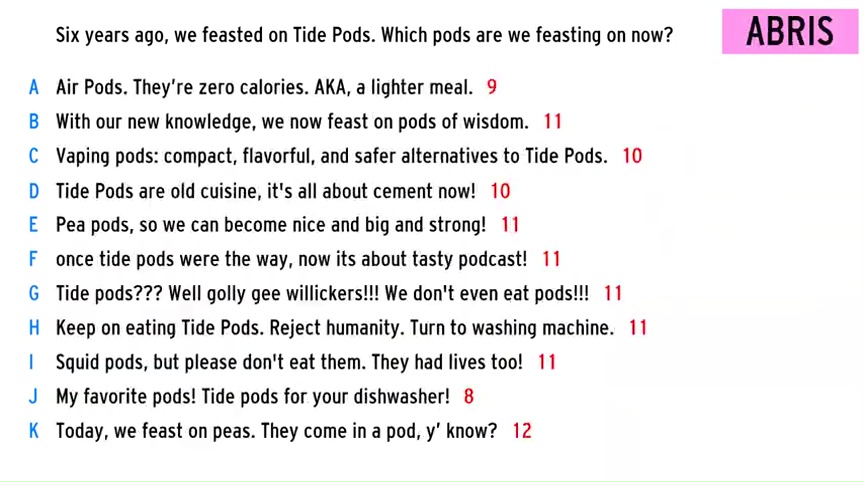 Six years ago, we feasted on Tide Pods. Which pods are we feasting on now?
ABRIS
A Air Pods. They’re zero calories. AKA, a lighter meal. 9
B With our new knowledge, we now feast on pods of wisdom. 11
C Vaping pods: compact, flavorful, and safer alternatives to Tide Pods. 10
D Tide Pods are old cuisine, it's all about cement now! 10
E Pea pods, so we can become nice and big and strong! 11
F once tide pods were the way, now its about tasty podcast! 11
G Tide pods??? Well golly gee willickers!!! We don't even eat pods!!! 11
H Keep on eating Tide Pods. Reject humanity. Turn to washing machine. 11
I Squid pods, but please don't eat them. They had lives too! 11
J My favorite pods! Tide pods for your dishwasher! 8
K Today, we feast on peas. They come in a pod, y’ know? 12